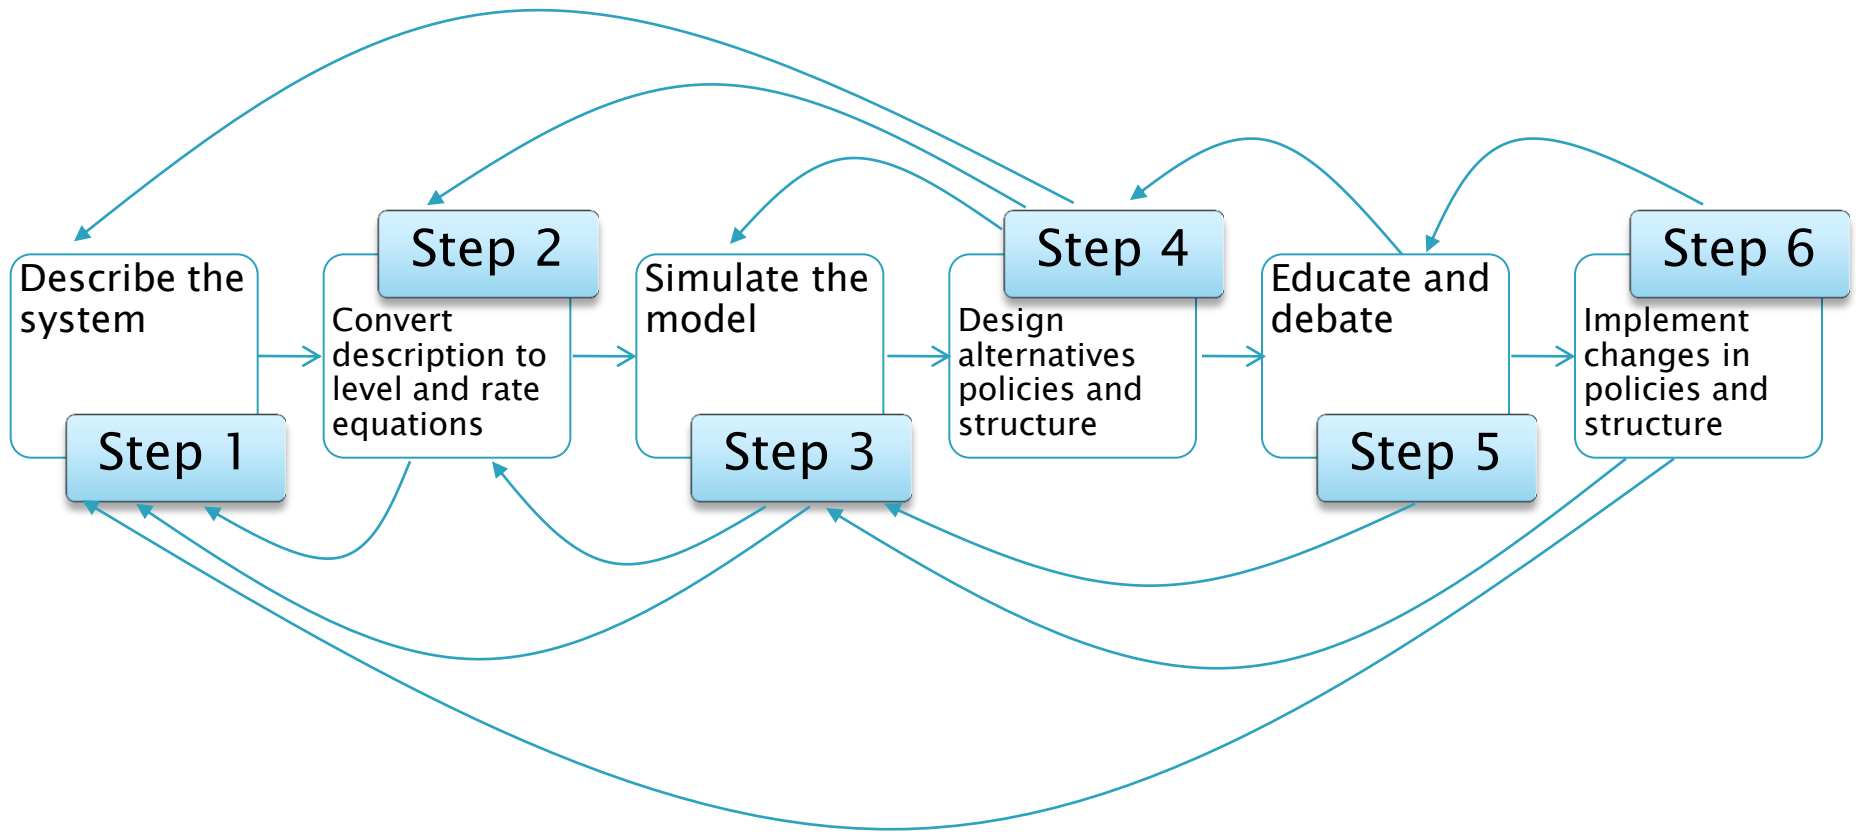 Describe the
system
Step 1
Step 2
Convert
description to
level and rate
equations
Simulate the
model
Step 3
Step 4
Design
alternatives
policies and
structure
Educate and
debate
Step 5
Step 6
Implement
changes in
policies and
structure